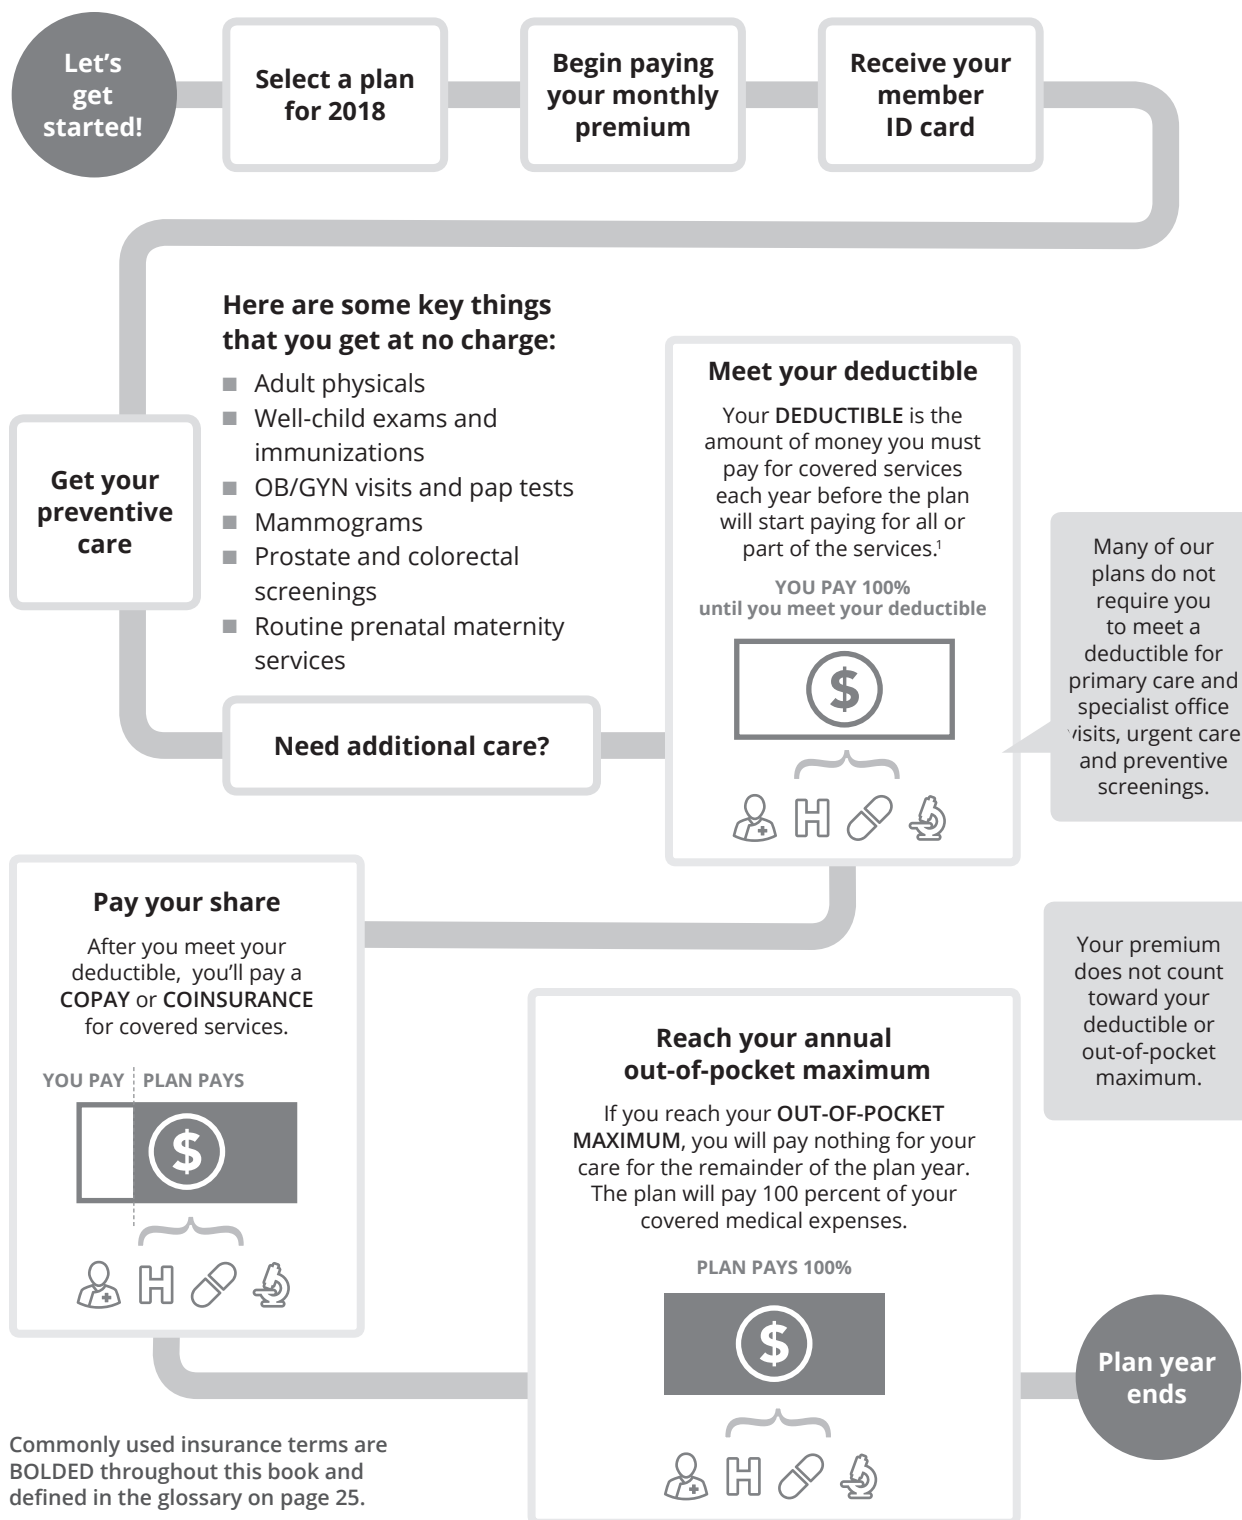 Let's
get
started!
Select a plan
for 2018
Begin paying
your monthly
premium
Receive your
member
ID card
Get your
preventive
care
Here are some key things
that you get at no charge:
■ Adult physicals
■ Well-child exams and
immunizations
■ OB/GYN visits and pap tests
■ Mammograms
■ Prostate and colorectal
screenings
■ Routine prenatal maternity
services
Need additional care?
Meet your deductible
Your DEDUCTIBLE is the
amount of money you must
pay for covered services
each year before the plan
will start paying for all or
part of the services.¹
YOU PAY 100%
until you meet your deductible
$
H
Many of our
plans do not
require you
to meet a
deductible for
primary care and
specialist office
visits, urgent care
and preventive
screenings.
Pay your share
After you meet your
deductible, you'll pay a
COPAY or COINSURANCE
for covered services.
YOU PAY PLAN PAYS
$
H
Your premium
does not count
toward your
deductible or
out-of-pocket
maximum.
Reach your annual
out-of-pocket maximum
If you reach your OUT-OF-POCKET
MAXIMUM, you will pay nothing for your
care for the remainder of the plan year.
The plan will pay 100 percent of your
covered medical expenses.
PLAN PAYS 100%
$
H
Plan year
ends
Commonly used insurance terms are
BOLDED throughout this book and
defined in the glossary on page 25.